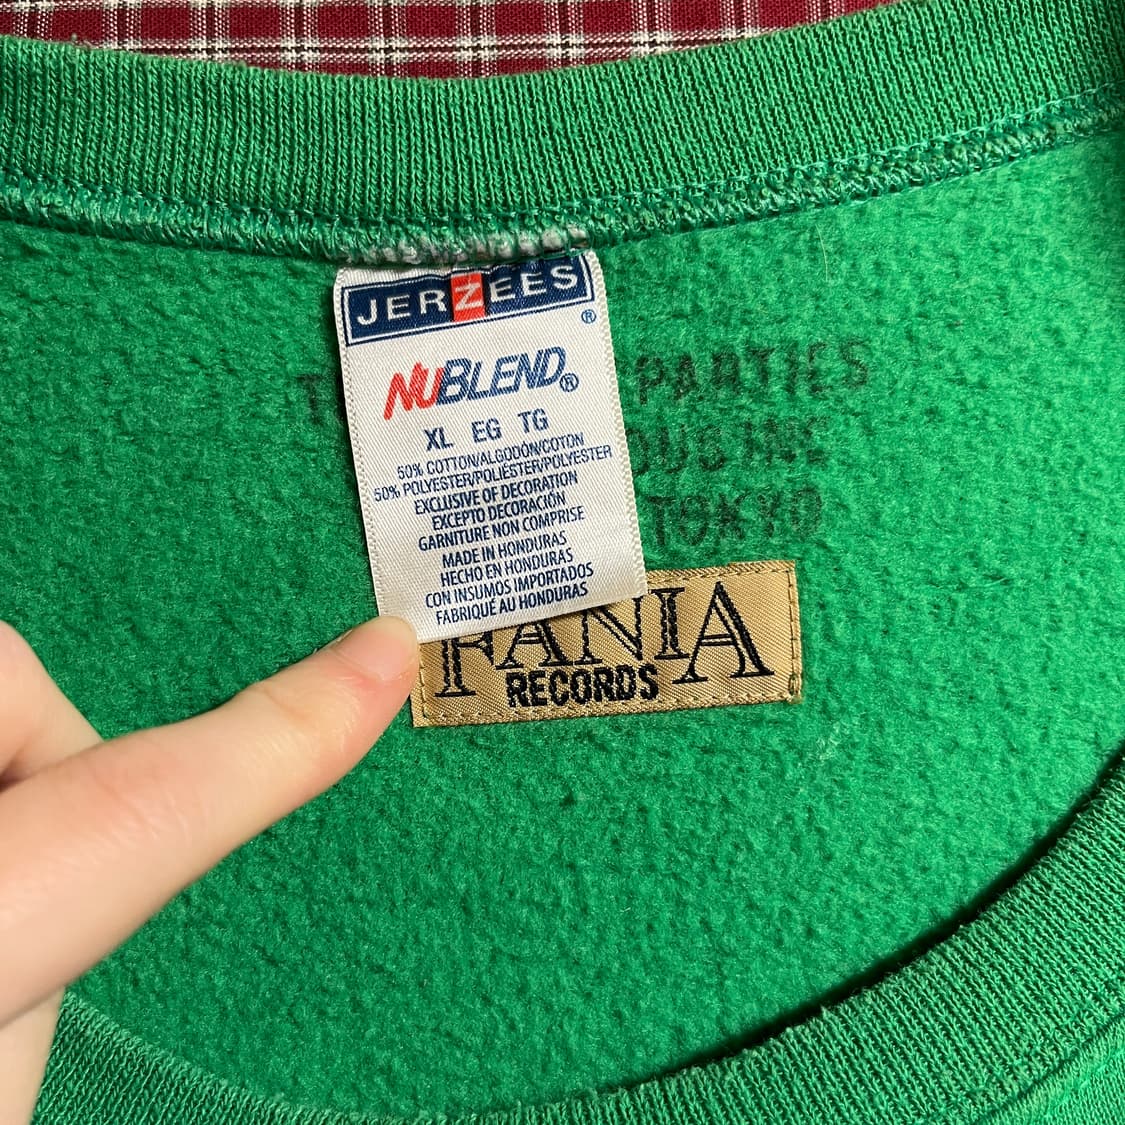 JERZEES
®
NUBLEND®
XL EG TG
50% COTTON/ALGODÓN/COTON
50% POLYESTER/POLIÉSTER/POLYESTER
EXCLUSIVE OF DECORATION
EXCEPTO DECORACIÓN
GARNITURE NON COMPRISE
MADE IN HONDURAS
HECHO EN HONDURAS
CON INSUMOS IMPORTADOS
FABRIQUÉ AU HONDURAS
PARTIES
INC
TOKYO
FANIA
RECORDS